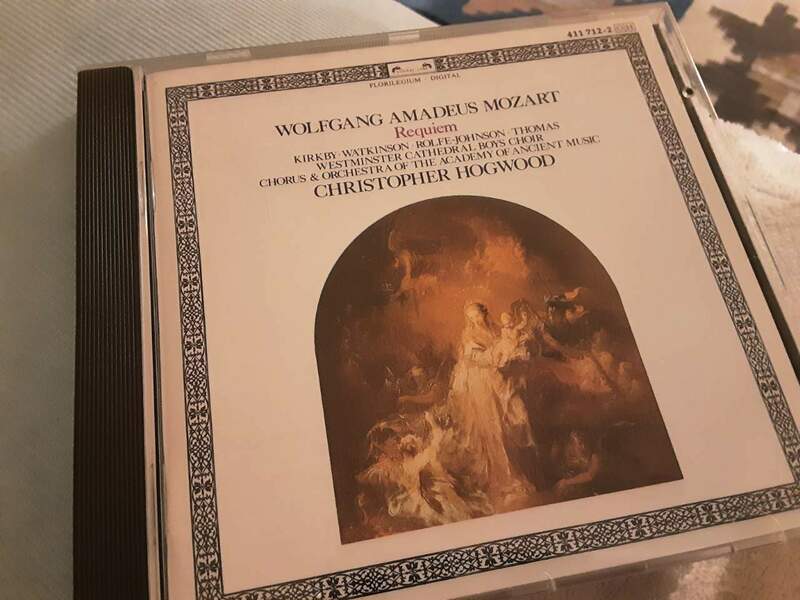 411 712-2
FLORILEGIUM · DIGITAL
WOLFGANG AMADEUS MOZART
Requiem
KIRKBY · WATKINSON · ROLFE-JOHNSON · THOMAS
WESTMINSTER CATHEDRAL BOYS CHOIR
CHORUS & ORCHESTRA OF THE ACADEMY OF ANCIENT MUSIC
CHRISTOPHER HOGWOOD